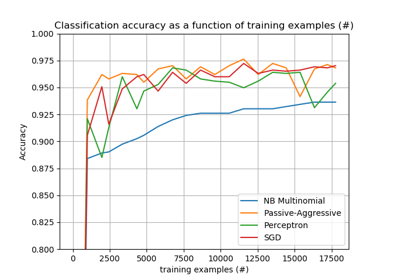 Classification accuracy as a function of training examples (#)
1.000
0.975
0.950
0.925
0.900
0.875
0.850
0.825
0.800
Accuracy
NB Multinomial
Passive-Aggressive
Perceptron
SGD
0 2500 5000 7500 10000 12500 15000 17500
training examples (#)